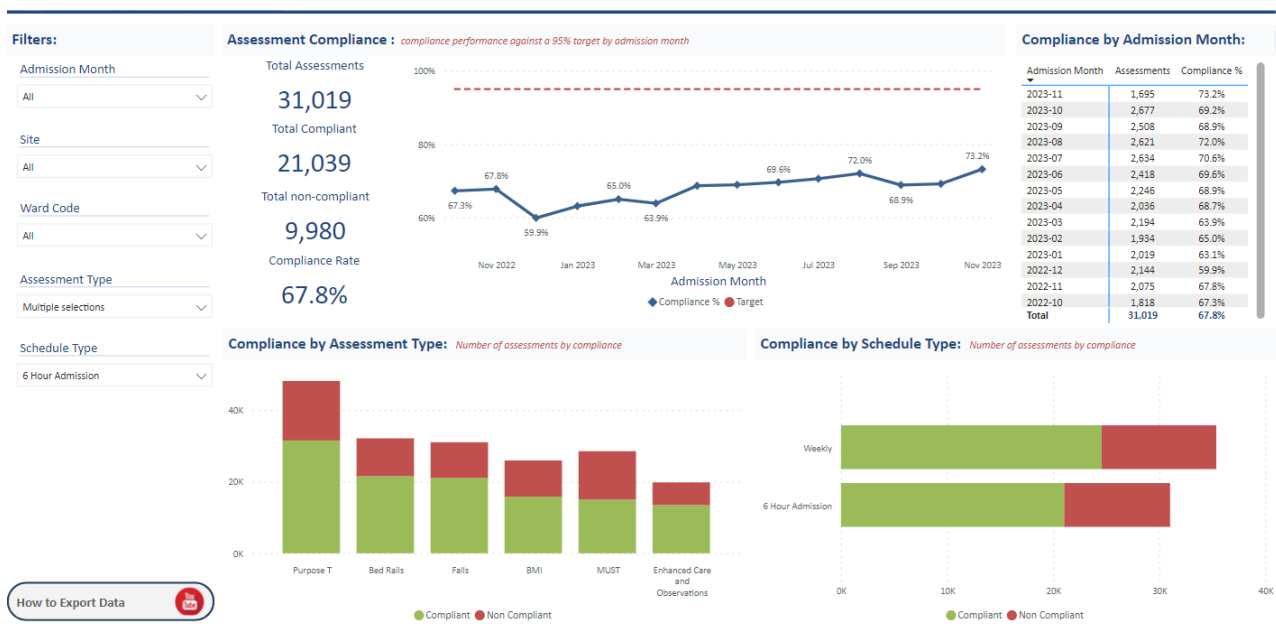 Filters:
Admission Month
All
Site
All
Ward Code
All
Assessment Type
Multiple selections
Schedule Type
6 Hour Admission
How to Export Data
You
Tube
Assessment Compliance : compliance performance against a 95% target by admission month
Total Assessments
31,019
Total Compliant
21,039
Total non-compliant
9,980
Compliance Rate
67.8%
100%
80%
60%
67.3%
67.8%
59.9%
65.0%
63.9%
69.6%
72.0%
68.9%
73.2%
Nov 2022 Jan 2023 Mar 2023 May 2023 Jul 2023 Sep 2023 Nov 2023
Admission Month
Compliance % Target
Compliance by Admission Month:
Admission Month Assessments Compliance %
2023-11 1,695 73.2%
2023-10 2,677 69.2%
2023-09 2,508 68.9%
2023-08 2,621 72.0%
2023-07 2,634 70.6%
2023-06 2,418 69.6%
2023-05 2,246 68.9%
2023-04 2,036 68.7%
2023-03 2,194 63.9%
2023-02 1,934 65.0%
2023-01 2,019 63.1%
2022-12 2,144 59.9%
2022-11 2,075 67.8%
2022-10 1,818 67.3%
Total 31,019 67.8%
Compliance by Assessment Type: Number of assessments by compliance
40K
20K
0K
Purpose T Bed Rails Falls BMI MUST Enhanced Care
and
Observations
Compliant Non Compliant
Compliance by Schedule Type: Number of assessments by compliance
Weekly
6 Hour Admission
0K 10K 20K 30K 40K
Compliant Non Compliant